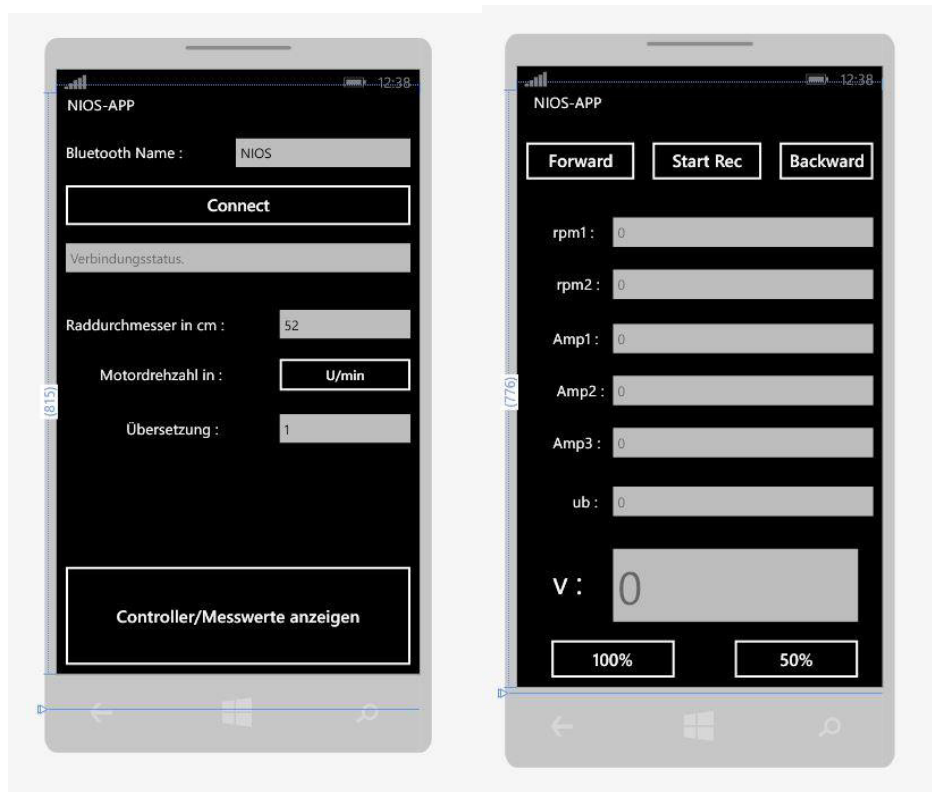 12:38
NIOS-APP
Bluetooth Name : NIOS
Connect
Verbindungsstatus.
Raddurchmesser in cm : 52
Motordrehzahl in : U/min
Übersetzung : 1
Controller/Messwerte anzeigen
(815)
12:38
NIOS-APP
Forward Start Rec Backward
rpm1 : 0
rpm2 : 0
Amp1 : 0
Amp2 : 0
Amp3 : 0
ub : 0
v : 0
100% 50%
(776)